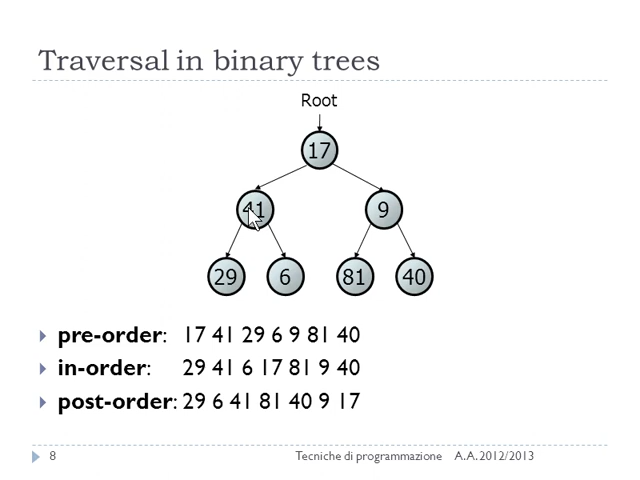 Traversal in binary trees
Root
17
41 9
29 6 81 40
pre-order: 17 41 29 6 9 81 40
in-order: 29 41 6 17 81 9 40
post-order: 29 6 41 81 40 9 17
8 Tecniche di programmazione A.A. 2012/2013